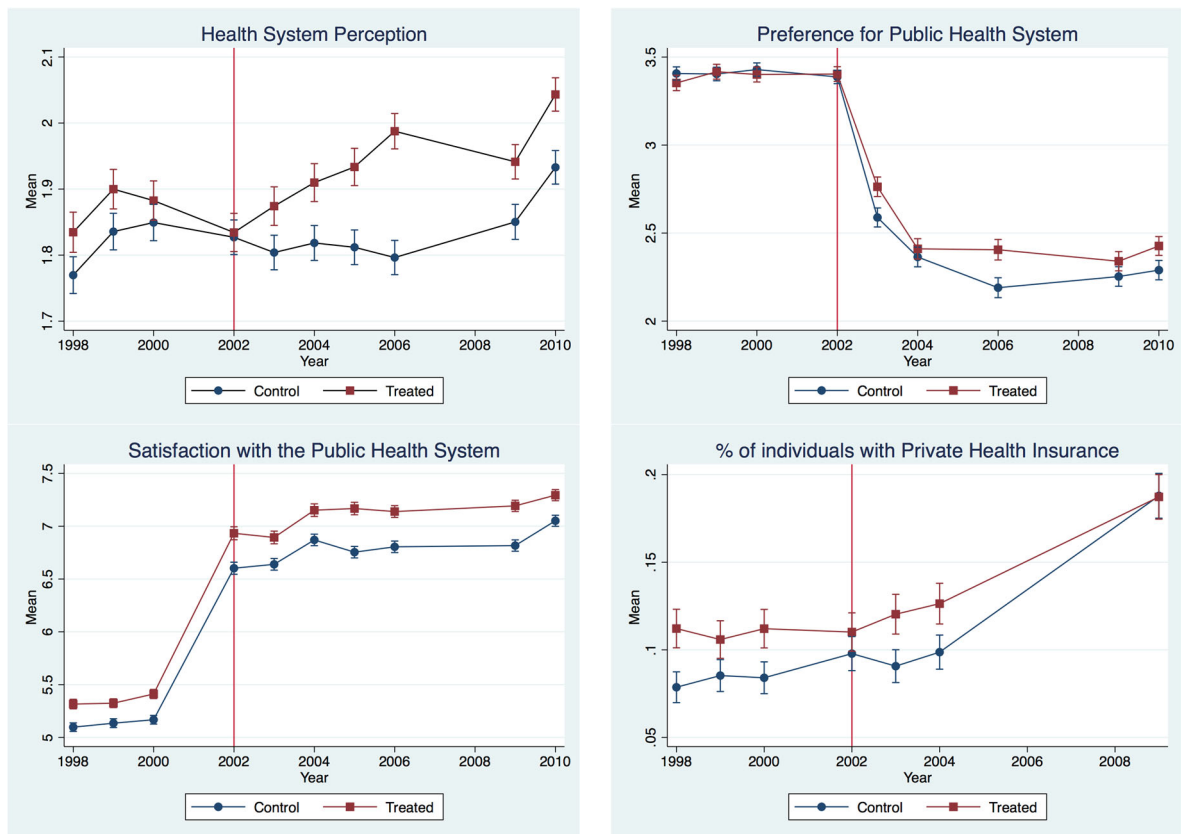 Health System Perception
2.1
2
1.9
1.8
1.7
Mean
1998 2000 2002 2004 2006 2008 2010
Year
Control Treated
Preference for Public Health System
3.5
3
2.5
2
Mean
1998 2000 2002 2004 2006 2008 2010
Year
Control Treated
Satisfaction with the Public Health System
7.5
7
6.5
6
5.5
5
Mean
1998 2000 2002 2004 2006 2008 2010
Year
Control Treated
% of individuals with Private Health Insurance
.2
.15
.1
.05
Mean
1998 2000 2002 2004 2006 2008
Year
Control Treated